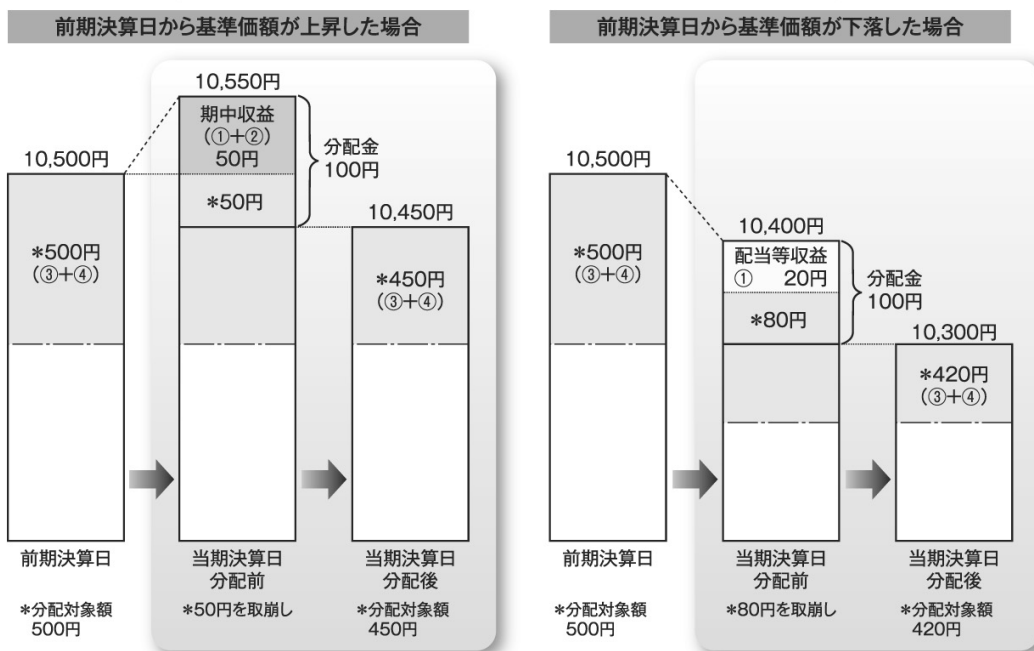 前期決算日から基準価額が上昇した場合
10,550円
期中収益
(①+②)
50円
分配金
100円
10,500円
*50円
10,450円
*500円
(③+④)
*450円
(③+④)
前期決算日
当期決算日
分配前
当期決算日
分配後
*分配対象額
500円
*50円を取崩し
*分配対象額
450円
前期決算日から基準価額が下落した場合
10,500円
10,400円
*500円
(③+④)
配当等収益
① 20円
分配金
100円
*80円
10,300円
*420円
(③+④)
前期決算日
当期決算日
分配前
当期決算日
分配後
*分配対象額
500円
*80円を取崩し
*分配対象額
420円